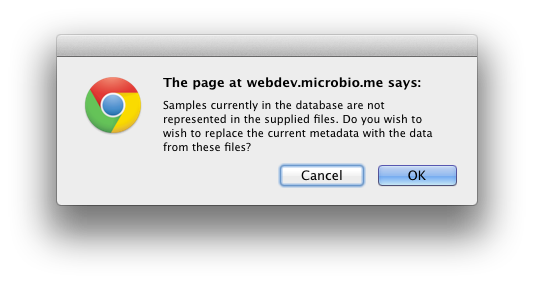 The page at webdev.microbio.me says:
Samples currently in the database are not
represented in the supplied files. Do you wish to
wish to replace the current metadata with the data
from these files?
Cancel
OK